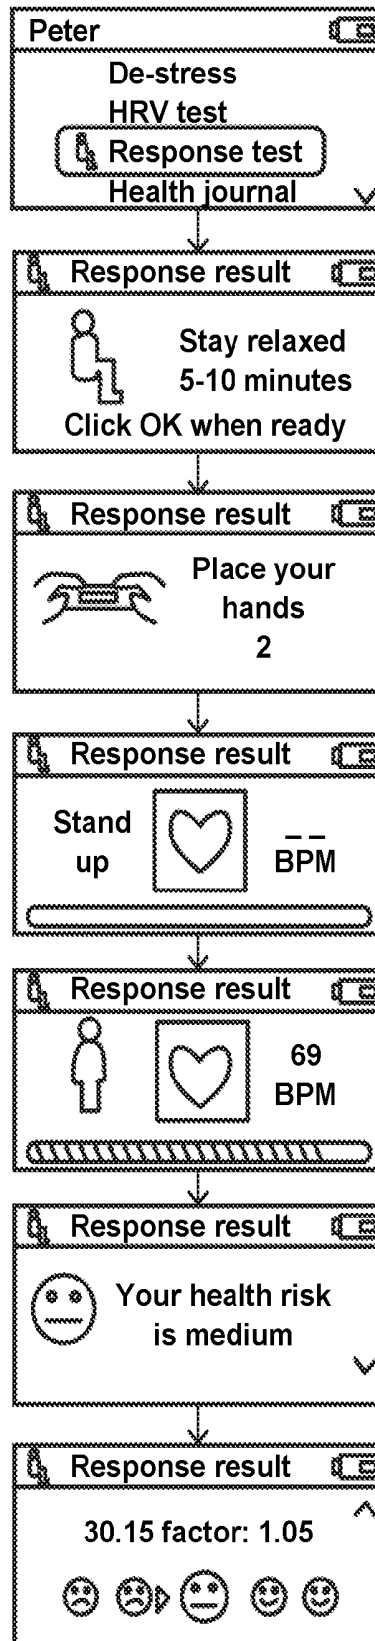 Peter
De-stress
HRV test
Response test
Health journal
Response result
Stay relaxed
5-10 minutes
Click OK when ready
Response result
Place your
hands
2
Response result
Stand
up
_ _
BPM
Response result
69
BPM
Response result
Your health risk
is medium
Response result
30.15 factor: 1.05